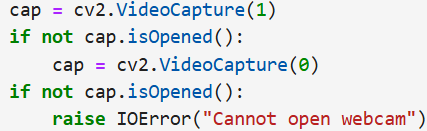 cap = cv2.VideoCapture(1)
if not cap.isOpened():
    cap = cv2.VideoCapture(0)
if not cap.isOpened():
    raise IOError("Cannot open webcam")